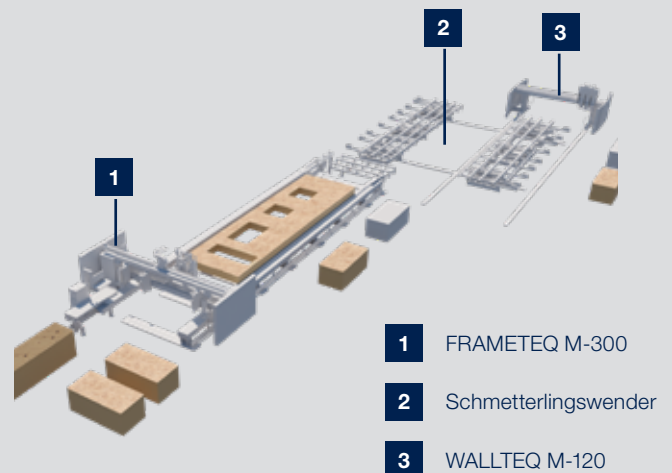 2
3
1
1 FRAMETEQ M-300
2 Schmetterlingswender
3 WALLTEQ M-120